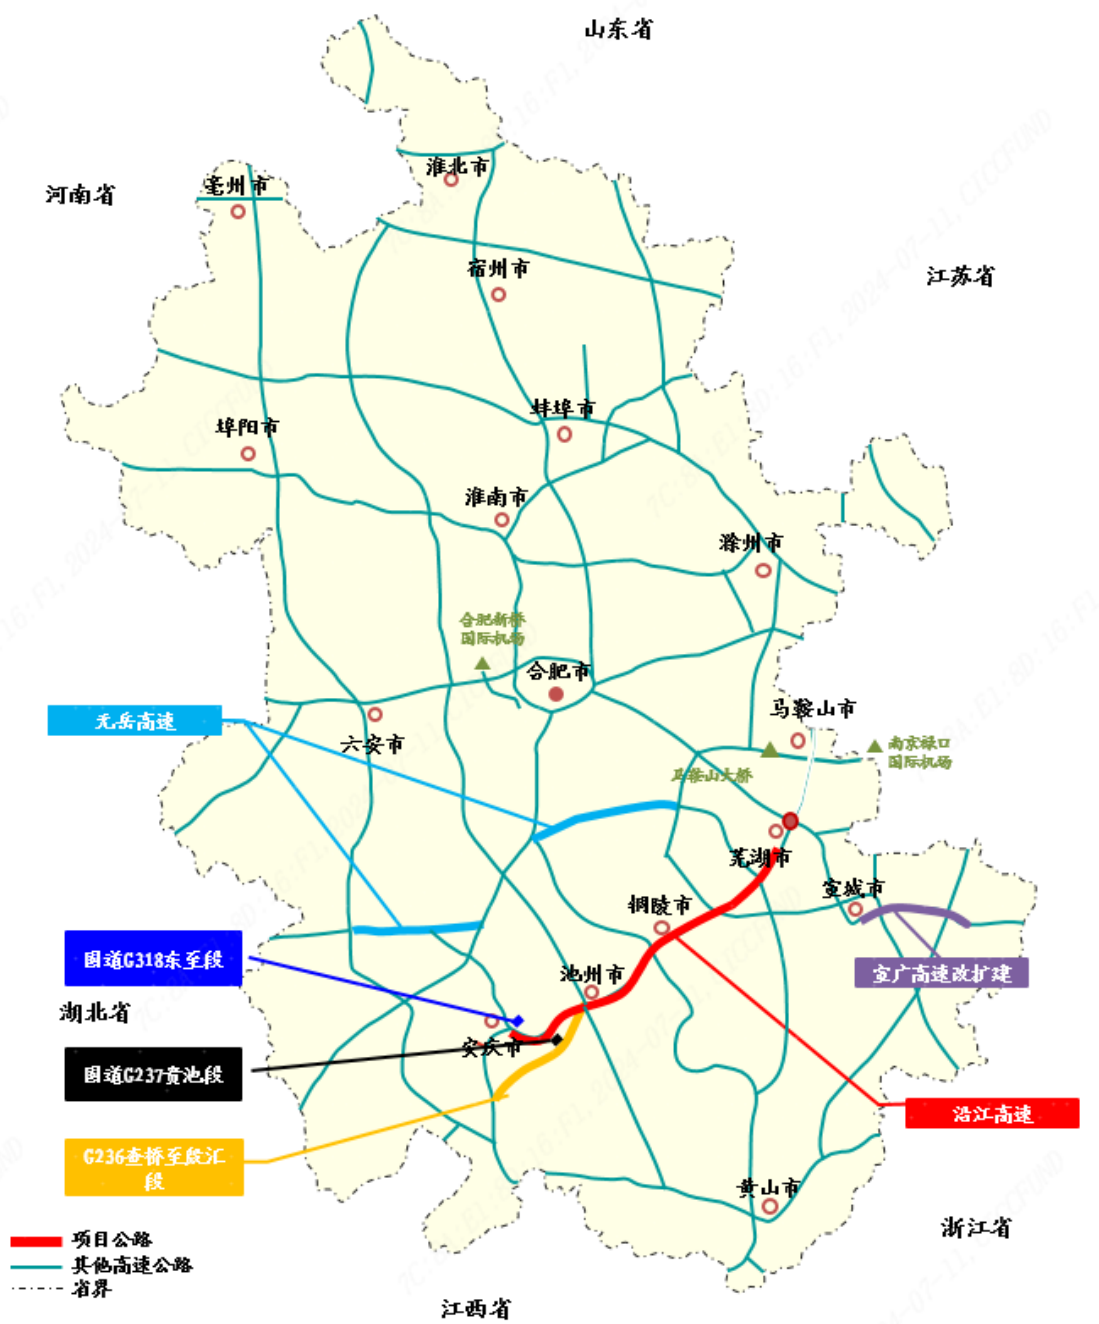 山东省
淮北市
亳州市
河南省
宿州市
江苏省
蚌埠市
埠阳市
淮南市
滁州市
合肥新桥
国际机场
合肥市
马鞍山市
无岳高速
六安市
南京禄口
国际机场
马鞍山大桥
芜湖市
宣城市
铜陵市
国道G318东至段
池州市
宣广高速改扩建
湖北省
安庆市
国道G237贵池段
沿江高速
G236查桥至殷汇
段
黄山市
浙江省
项目公路
其他高速公路
省界
江西省